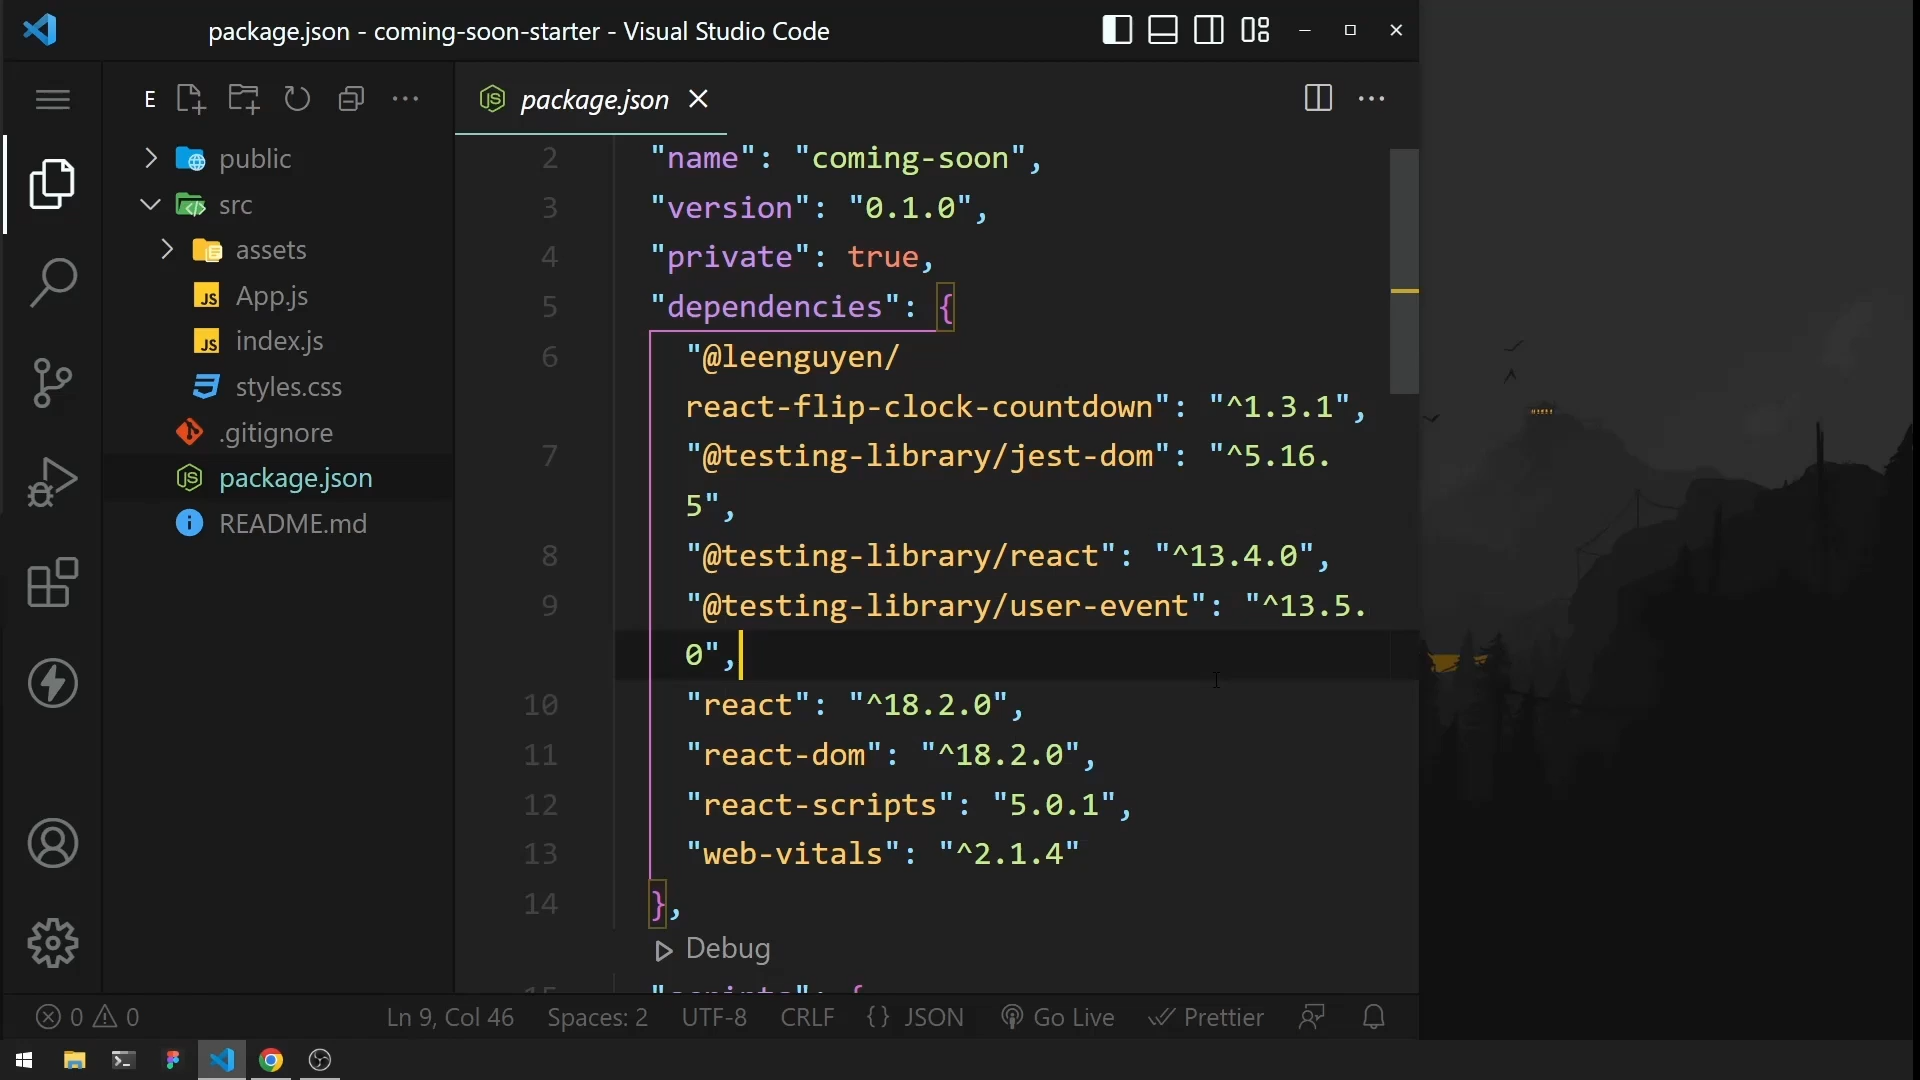 package.json - coming-soon-starter - Visual Studio Code
E
package.json
public
src
assets
App.js
index.js
styles.css
.gitignore
package.json
README.md
2 "name": "coming-soon",
3 "version": "0.1.0",
4 "private": true,
5 "dependencies": {
6 "@leenguyen/
react-flip-clock-countdown": "^1.3.1",
7 "@testing-library/jest-dom": "^5.16.
5",
8 "@testing-library/react": "^13.4.0",
9 "@testing-library/user-event": "^13.5.
0",
10 "react": "^18.2.0",
11 "react-dom": "^18.2.0",
12 "react-scripts": "5.0.1",
13 "web-vitals": "^2.1.4"
14 },
Debug
15 "scripts": {
0 0 Ln 9, Col 46 Spaces: 2 UTF-8 CRLF {} JSON Go Live Prettier